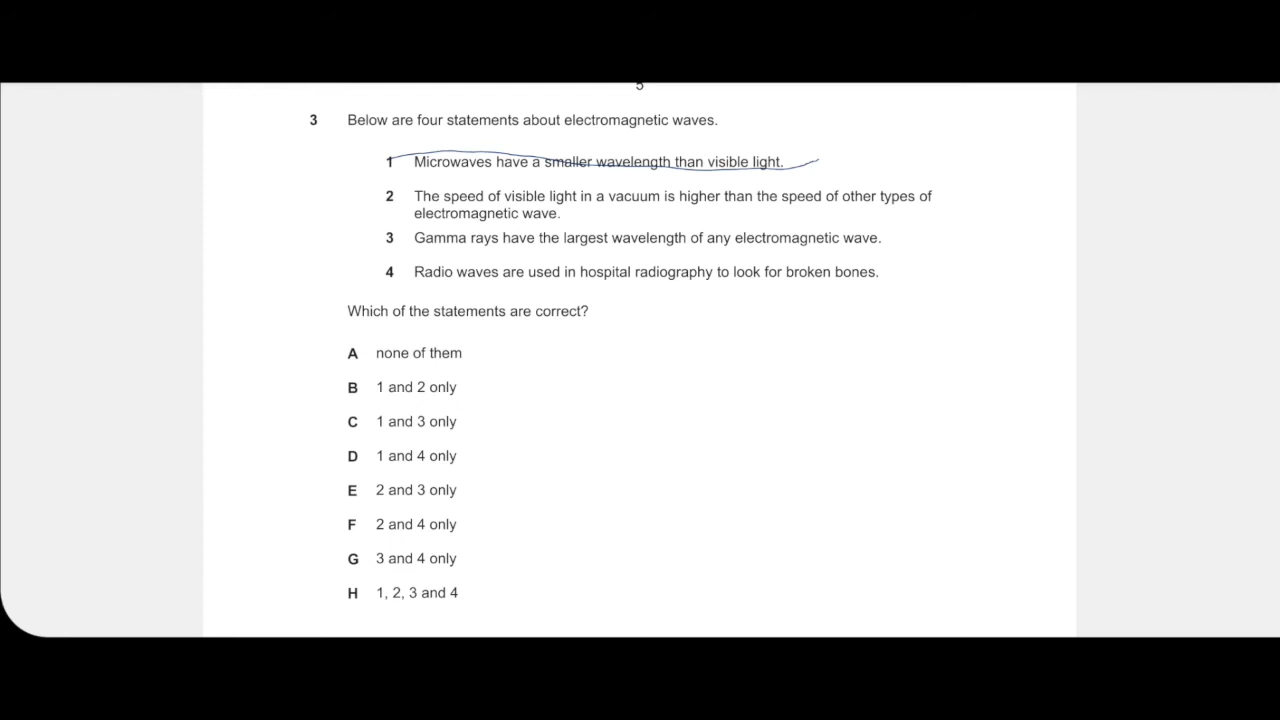 5
3 Below are four statements about electromagnetic waves.
1 Microwaves have a smaller wavelength than visible light.
2 The speed of visible light in a vacuum is higher than the speed of other types of
electromagnetic wave.
3 Gamma rays have the largest wavelength of any electromagnetic wave.
4 Radio waves are used in hospital radiography to look for broken bones.
Which of the statements are correct?
A none of them
B 1 and 2 only
C 1 and 3 only
D 1 and 4 only
E 2 and 3 only
F 2 and 4 only
G 3 and 4 only
H 1, 2, 3 and 4